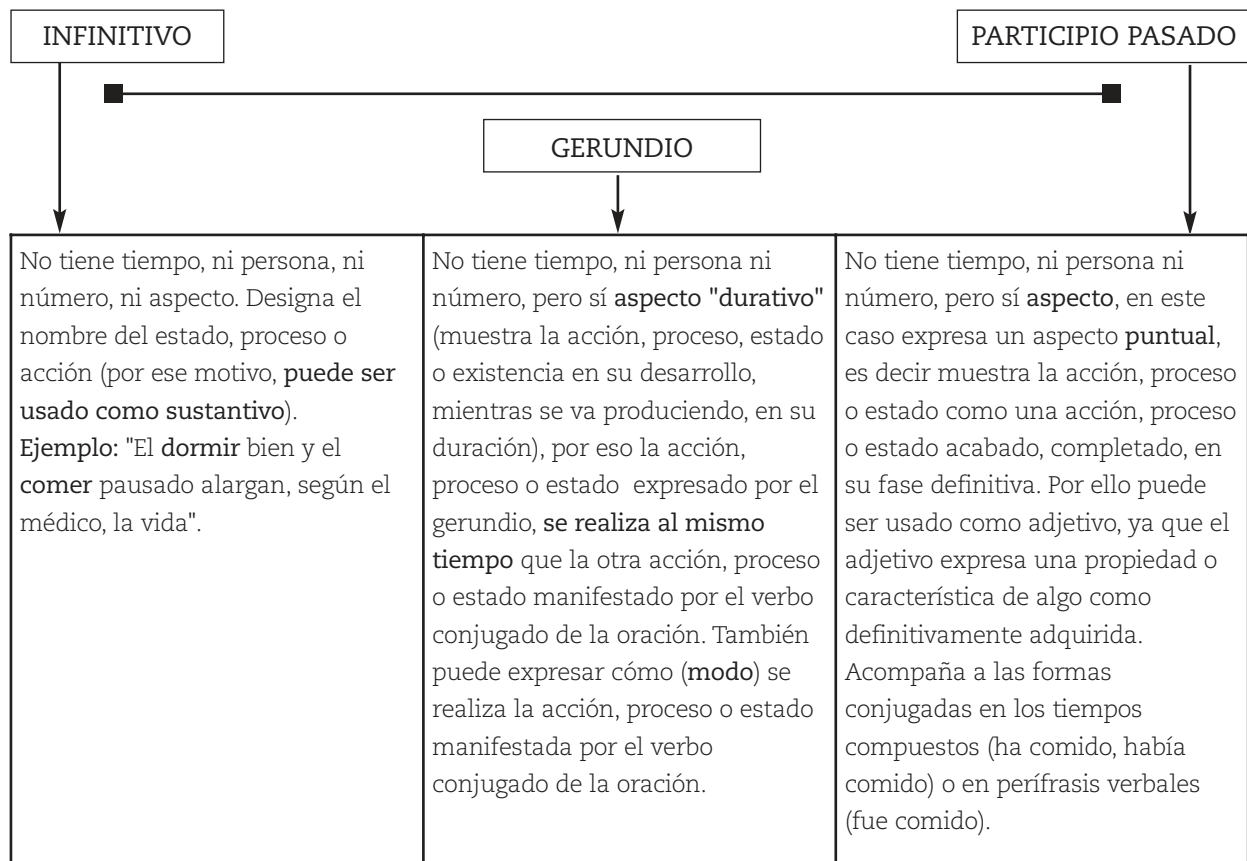 INFINITIVO
PARTICIPIO PASADO
GERUNDIO
No tiene tiempo, ni persona, ni
número, ni aspecto. Designa el
nombre del estado, proceso o
acción (por ese motivo, puede ser
usado como sustantivo).
Ejemplo: "El dormir bien y el
comer pausado alargan, según el
médico, la vida".
No tiene tiempo, ni persona ni
número, pero sí aspecto "durativo"
(muestra la acción, proceso, estado
o existencia en su desarrollo,
mientras se va produciendo, en su
duración), por eso la acción,
proceso o estado expresado por el
gerundio, se realiza al mismo
tiempo que la otra acción, proceso
o estado manifestado por el verbo
conjugado de la oración. También
puede expresar cómo (modo) se
realiza la acción, proceso o estado
manifestada por el verbo
conjugado de la oración.
No tiene tiempo, ni persona ni
número, pero sí aspecto, en este
caso expresa un aspecto puntual,
es decir muestra la acción, proceso
o estado como una acción, proceso
o estado acabado, completado, en
su fase definitiva. Por ello puede
ser usado como adjetivo, ya que el
adjetivo expresa una propiedad o
característica de algo como
definitivamente adquirida.
Acompaña a las formas
conjugadas en los tiempos
compuestos (ha comido, había
comido) o en perífrasis verbales
(fue comido).